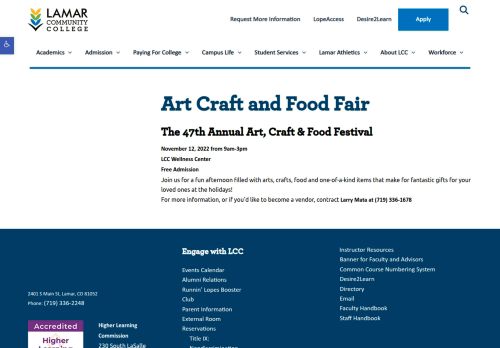 LAMAR
COMMUNITY
COLLEGE
Request More Information
LopeAccess
Desire2Learn
Apply
Academics
Admission
Paying For College
Campus Life
Student Services
Lamar Athletics
About LCC
Workforce
Art Craft and Food Fair
The 47th Annual Art, Craft & Food Festival
November 12, 2022 from 9am-3pm
LCC Wellness Center
Free Admission
Join us for a fun afternoon filled with arts, crafts, food and one-of-a-kind items that make for fantastic gifts for your
loved ones at the holidays!
For more information, or if you'd like to become a vendor, contract Larry Mata at (719) 336-1678
2401 S Main St, Lamar, CO 81052
Phone: (719) 336-2248
Accredited
Higher
Higher Learning
Commission
230 South LaSalle
Engage with LCC
Events Calendar
Alumni Relations
Runnin' Lopes Booster
Club
Parent Information
External Room
Reservations
Title IX:
Instructor Resources
Banner for Faculty and Advisors
Common Course Numbering System
Desire2Learn
Directory
Email
Faculty Handbook
Staff Handbook